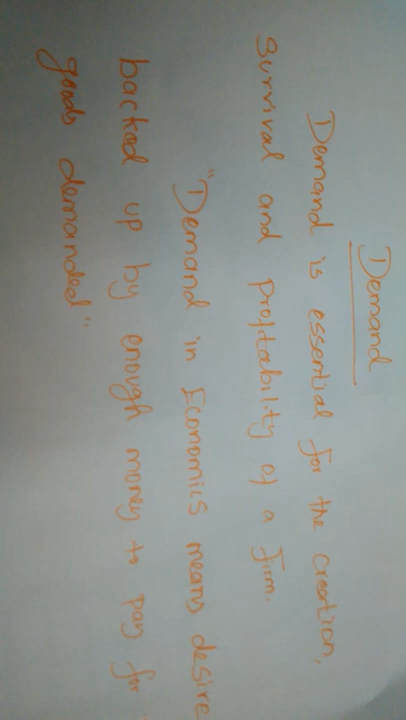 Demand
Demand is essential for the creation,
survival and profitability of a firm.
"Demand in Economics means desire
backed up by enough money to pay for
goods demanded"